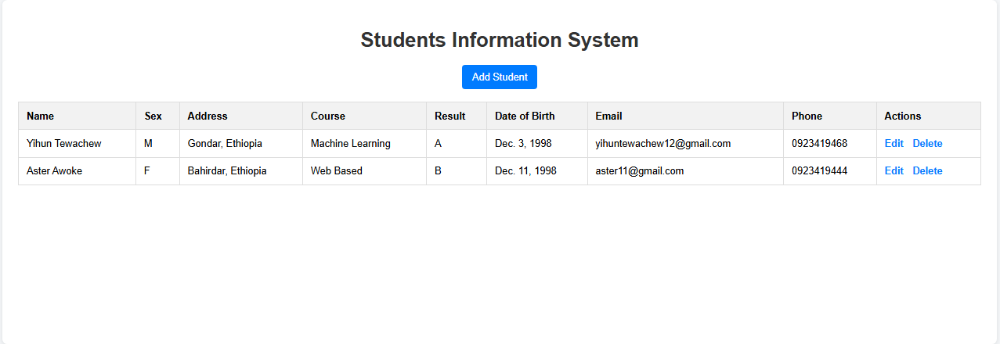 Students Information System
Add Student
Name Sex Address Course Result Date of Birth Email Phone Actions
Yihun Tewachew M Gondar, Ethiopia Machine Learning A Dec. 3, 1998 yihuntewachew12@gmail.com 0923419468 Edit Delete
Aster Awoke F Bahirdar, Ethiopia Web Based B Dec. 11, 1998 aster11@gmail.com 0923419444 Edit Delete